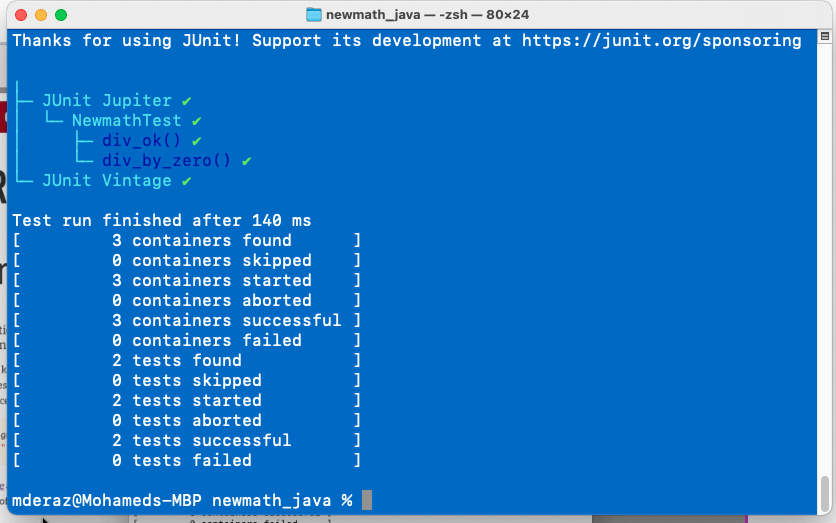 newmath_java — -zsh — 80×24
Thanks for using JUnit! Support its development at https://junit.org/sponsoring
├─ JUnit Jupiter ✔
│  └─ NewmathTest ✔
│     ├─ div_ok() ✔
│     └─ div_by_zero() ✔
└─ JUnit Vintage ✔
Test run finished after 140 ms
[         3 containers found      ]
[         0 containers skipped    ]
[         3 containers started    ]
[         0 containers aborted    ]
[         3 containers successful ]
[         0 containers failed     ]
[         2 tests found           ]
[         0 tests skipped         ]
[         2 tests started         ]
[         0 tests aborted         ]
[         2 tests successful      ]
[         0 tests failed          ]
mderaz@Mohameds-MBP newmath_java %